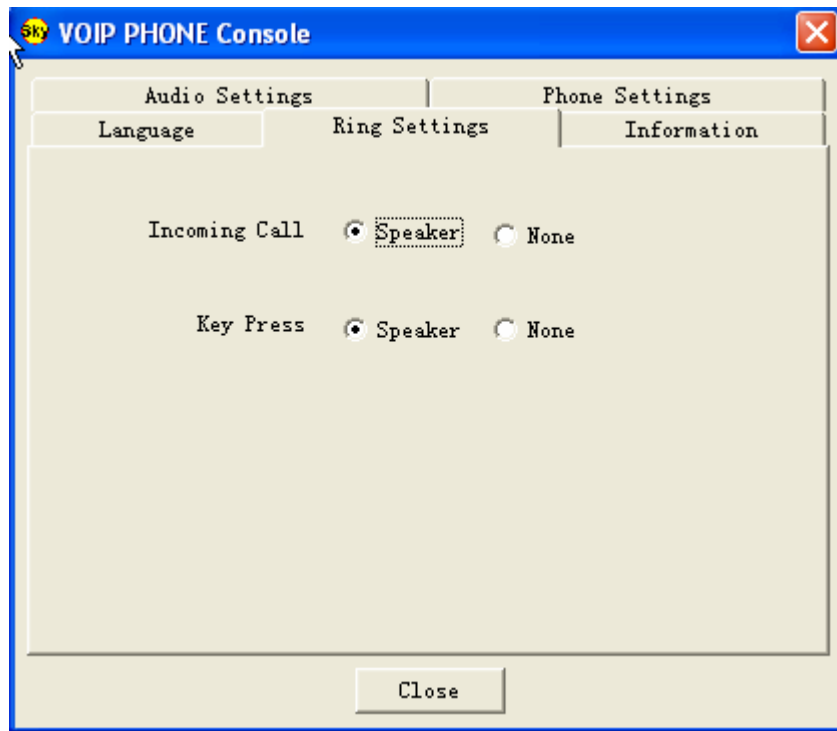 Sky VOIP PHONE Console
Audio Settings Phone Settings
Language Ring Settings Information
Incoming Call Speaker None
Key Press Speaker None
Close